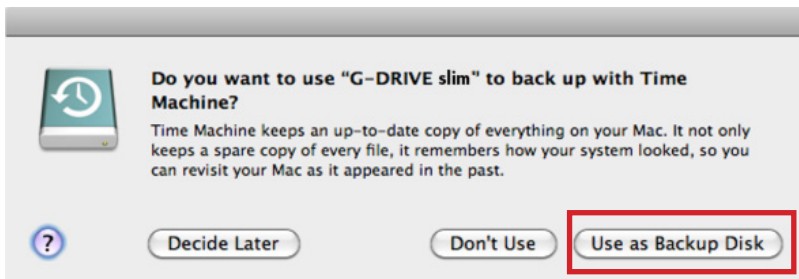 Do you want to use “G-DRIVE slim” to back up with Time
Machine?
Time Machine keeps an up-to-date copy of everything on your Mac. It not only
keeps a spare copy of every file, it remembers how your system looked, so you
can revisit your Mac as it appeared in the past.
? Decide Later Don't Use Use as Backup Disk